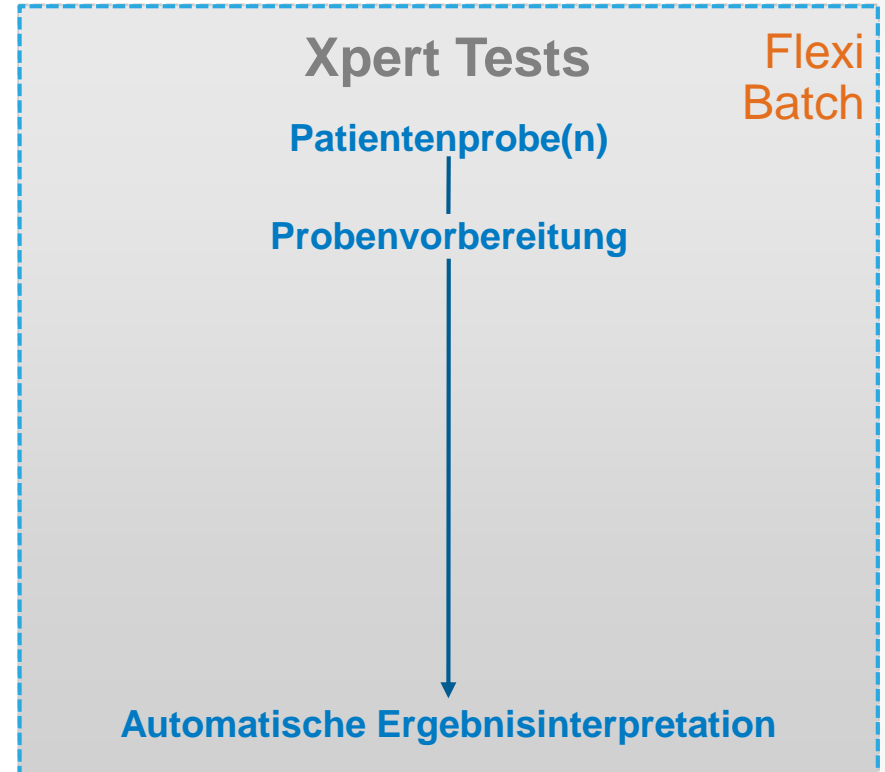 Xpert Tests
Flexi
Batch
Patientenprobe(n)
Probenvorbereitung
Automatische Ergebnisinterpretation